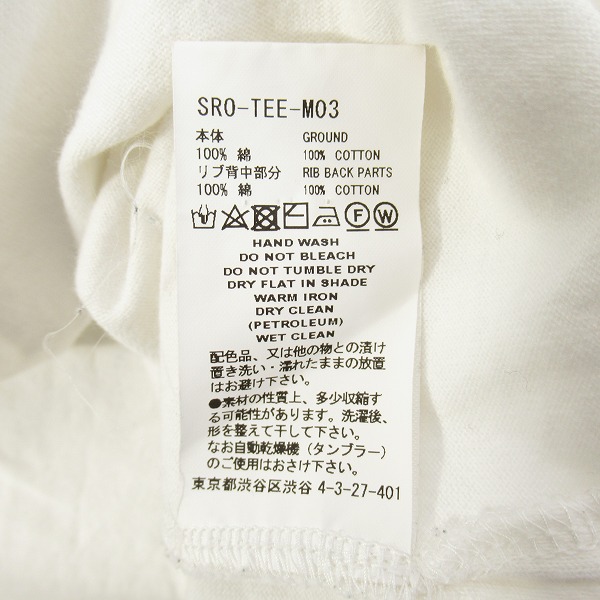 SRO-TEE-M03
本体 GROUND
100% 綿 100% COTTON
リブ背中部分 RIB BACK PARTS
100% 綿 100% COTTON
F W
HAND WASH
DO NOT BLEACH
DO NOT TUMBLE DRY
DRY FLAT IN SHADE
WARM IRON
DRY CLEAN
(PETROLEUM)
WET CLEAN
配色品、又は他の物との漬け
置き洗い・濡れたままの放置
はお避け下さい。
●素材の性質上、多少収縮す
る可能性があります。洗濯後、
形を整えて干して下さい。
なお自動乾燥機（タンブラー）
のご使用はおさけ下さい。
東京都渋谷区渋谷 4-3-27-401